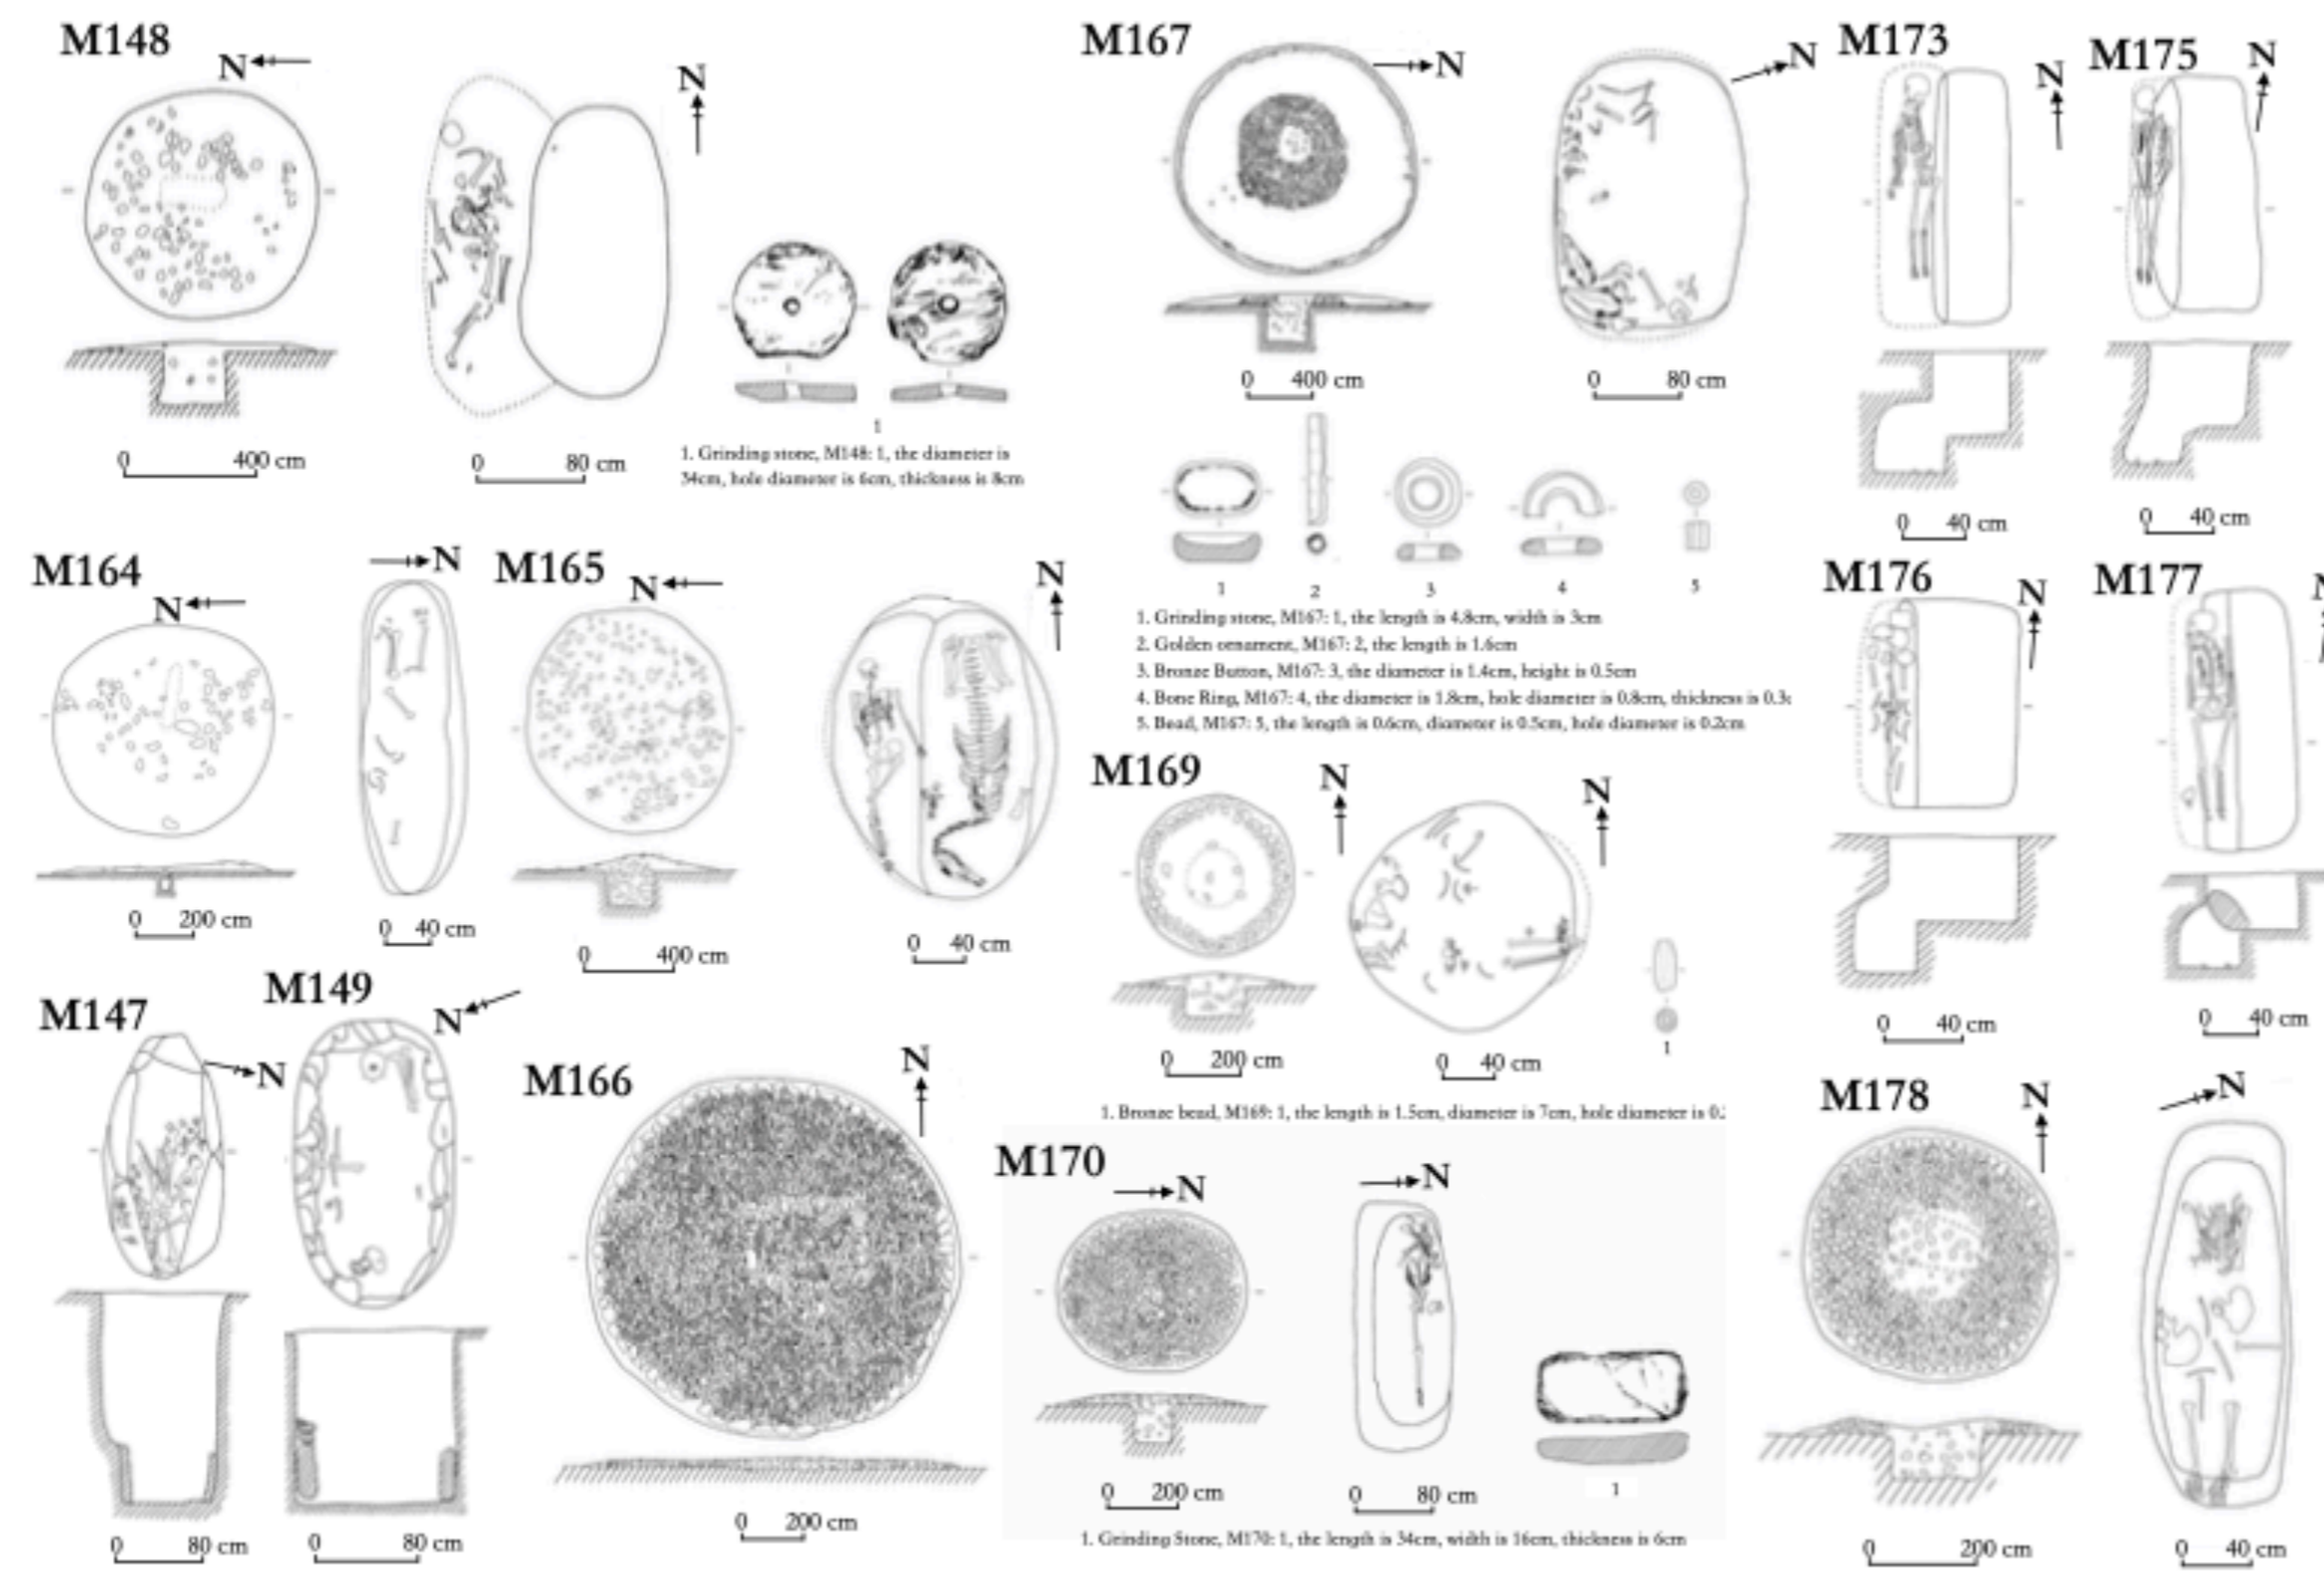 M148
N
N
0 400 cm
0 80 cm
1
1. Grinding stone, M148: 1, the diameter is
34cm, hole diameter is 6cm, thickness is 8cm
M167
N
N
0 400 cm
0 80 cm
1 2 3 4 5
1. Grinding stone, M167: 1, the length is 4.8cm, width is 3cm
2. Golden ornament, M167: 2, the length is 1.6cm
3. Bronze Button, M167: 3, the diameter is 1.4cm, height is 0.5cm
4. Bone Ring, M167: 4, the diameter is 1.8cm, hole diameter is 0.8cm, thickness is 0.3
5. Bead, M167: 5, the length is 0.6cm, diameter is 0.5cm, hole diameter is 0.2cm
M173
N
0 40 cm
M175
N
0 40 cm
M164
N
N
0 200 cm
0 40 cm
M165
N
N
0 400 cm
0 40 cm
M176
N
0 40 cm
M177
0 40 cm
M169
N
N
0 200 cm
0 40 cm
1
1. Bronze bead, M169: 1, the length is 1.5cm, diameter is 7cm, hole diameter is 0.
M147
N
0 80 cm
M149
N
0 80 cm
M166
N
0 200 cm
M170
N
N
0 200 cm
0 80 cm
1
1. Grinding Stone, M170: 1, the length is 34cm, width is 16cm, thickness is 6cm
M178
N
N
0 200 cm
0 40 cm